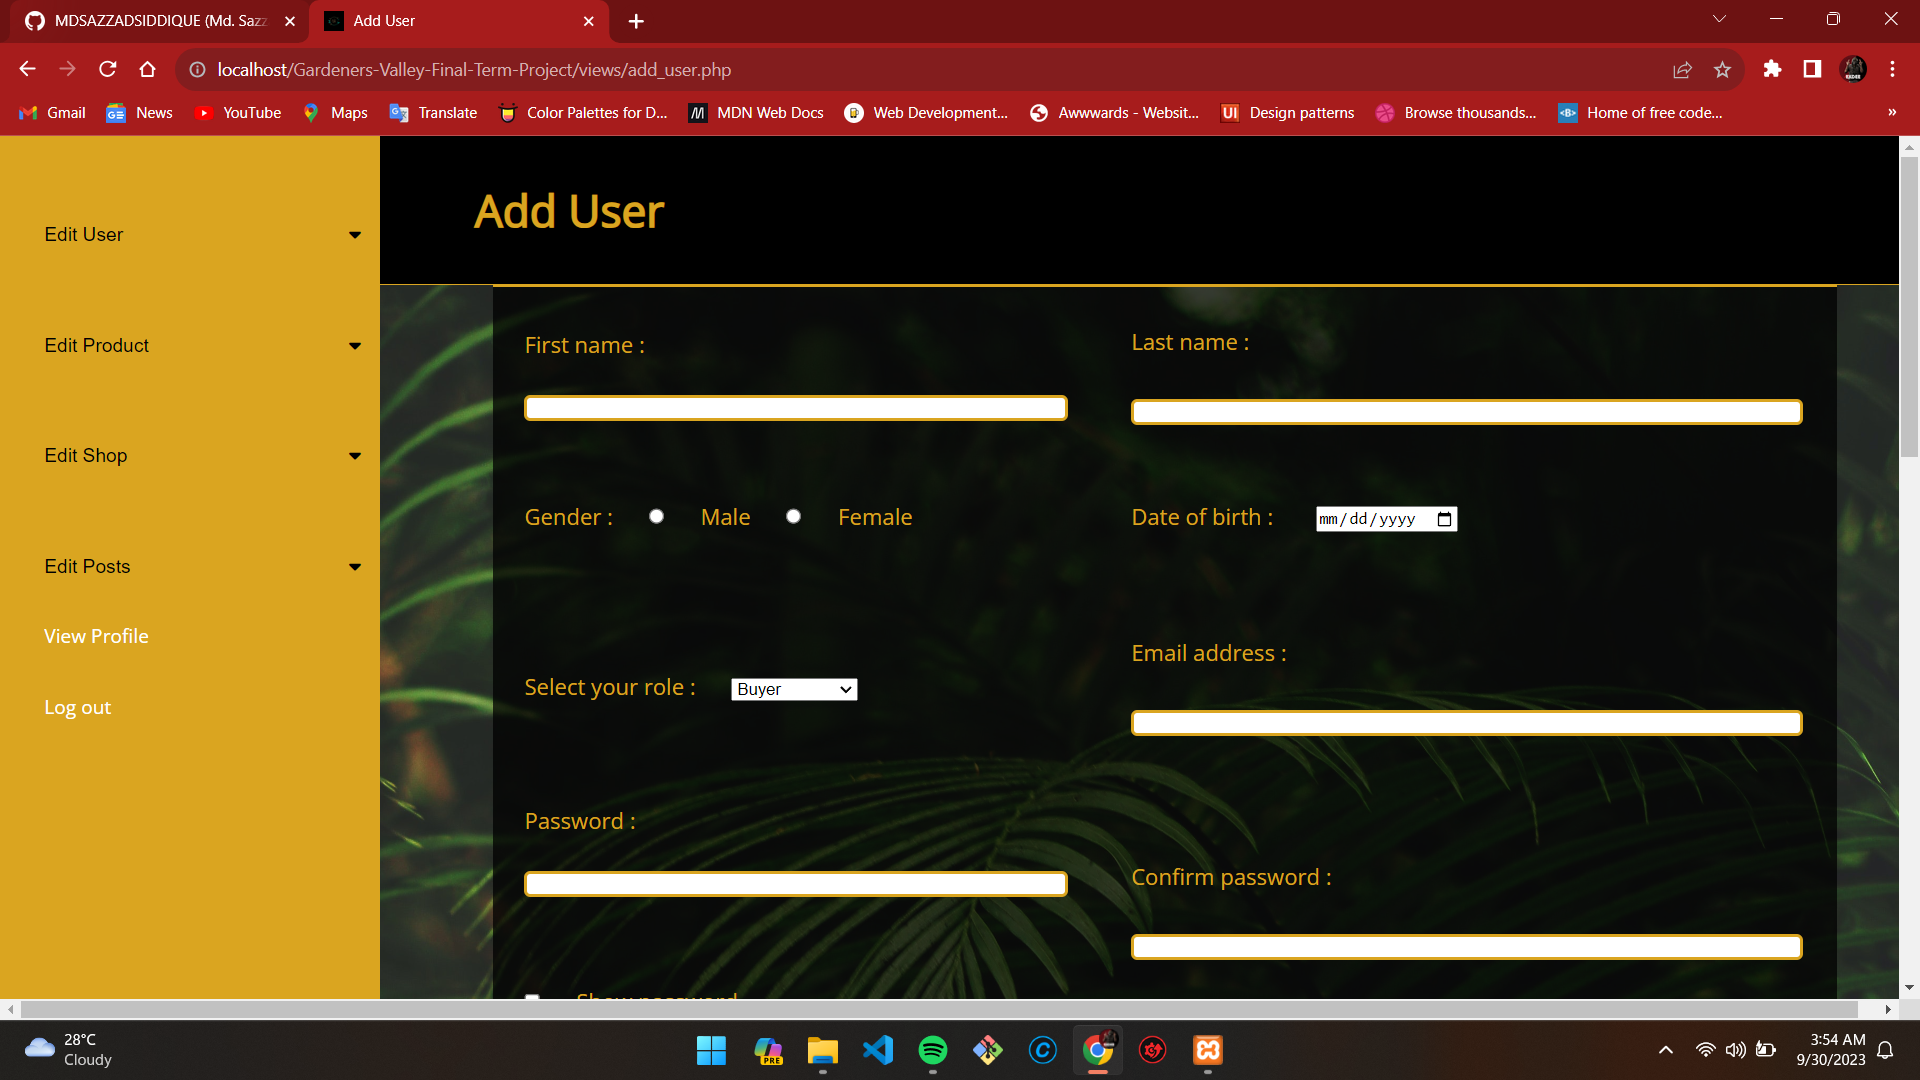 MDSAZZADSIDDIQUE (Md. Sazz
Add User
localhost/Gardeners-Valley-Final-Term-Project/views/add_user.php
Gmail
News
YouTube
Maps
Translate
Color Palettes for D...
MDN Web Docs
Web Development...
Awwwards - Websit...
UI
Design patterns
Browse thousands...
Home of free code...
»
Add User
Edit User
Edit Product
Edit Shop
Edit Posts
View Profile
Log out
First name :
Last name :
Gender :
Male
Female
Date of birth :
mm/dd/yyyy
Select your role :
Buyer
Email address :
Password :
Confirm password :
Show password
28°C
Cloudy
PRE
3:54 AM
9/30/2023